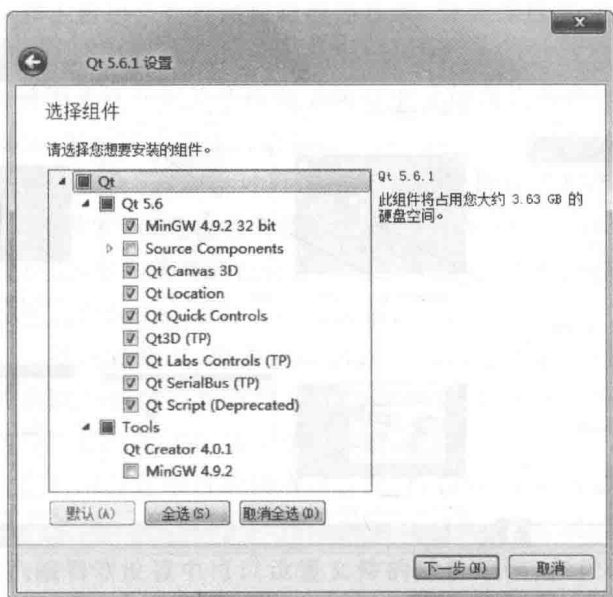 Qt 5.6.1 设置
选择组件
请选择您想要安装的组件。
Qt
Qt 5.6
MinGW 4.9.2 32 bit
Source Components
Qt Canvas 3D
Qt Location
Qt Quick Controls
Qt3D (TP)
Qt Labs Controls (TP)
Qt SerialBus (TP)
Qt Script (Deprecated)
Tools
Qt Creator 4.0.1
MinGW 4.9.2
Qt 5.6.1
此组件将占用您大约 3.63 GB 的
硬盘空间。
默认(A) 全选(S) 取消全选(D)
下一步(N) 取消